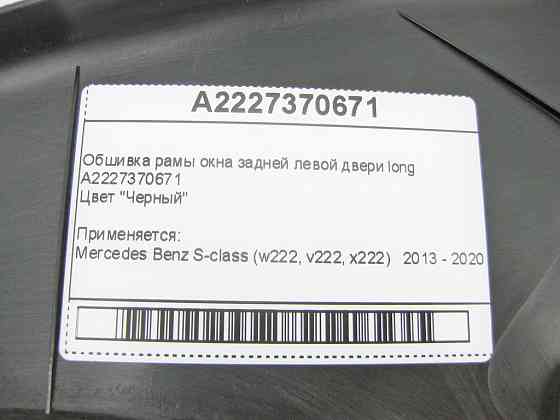 A2227370671
Обшивка рамы окна задней левой двери long
A2227370671
Цвет "Черный"
Применяется:
Mercedes Benz S-class (w222, v222, x222) 2013 - 2020